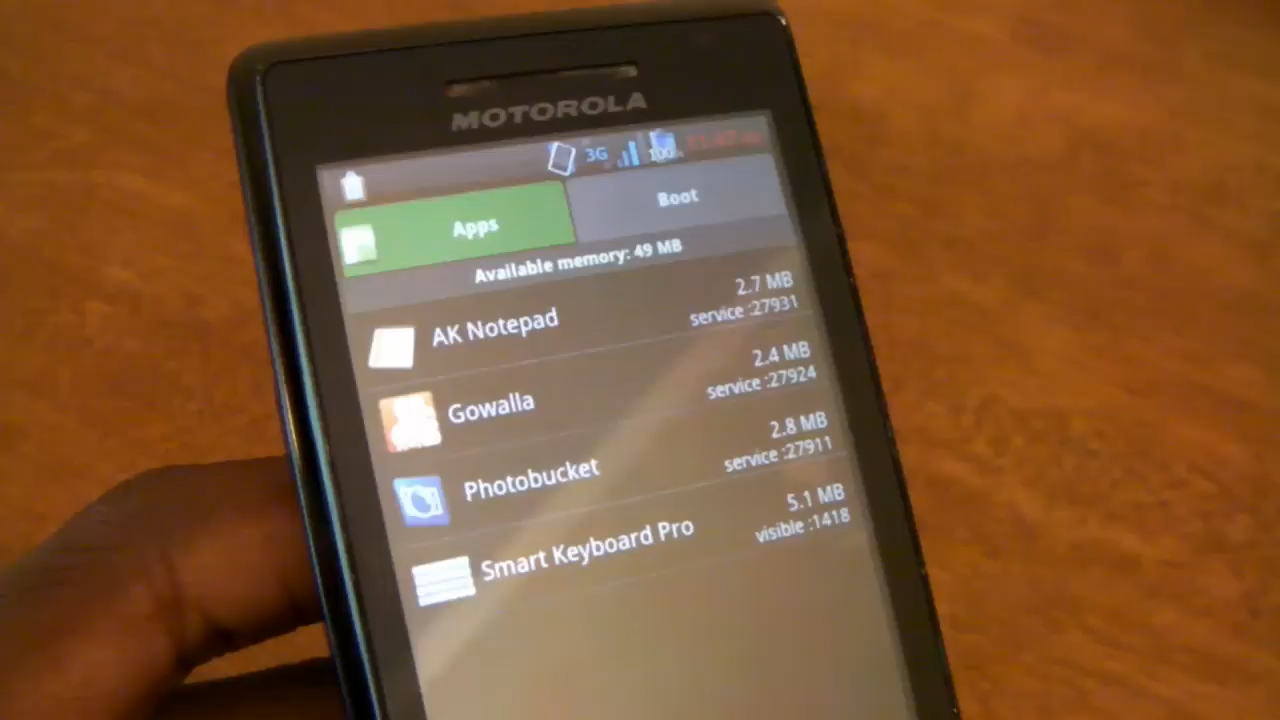 MOTOROLA
3G 100
Apps Boot
Available memory: 49 MB
AK Notepad 2.7 MB
service :27931
Gowalla 2.4 MB
service :27924
Photobucket 2.8 MB
service :27911
Smart Keyboard Pro 5.1 MB
visible :1418